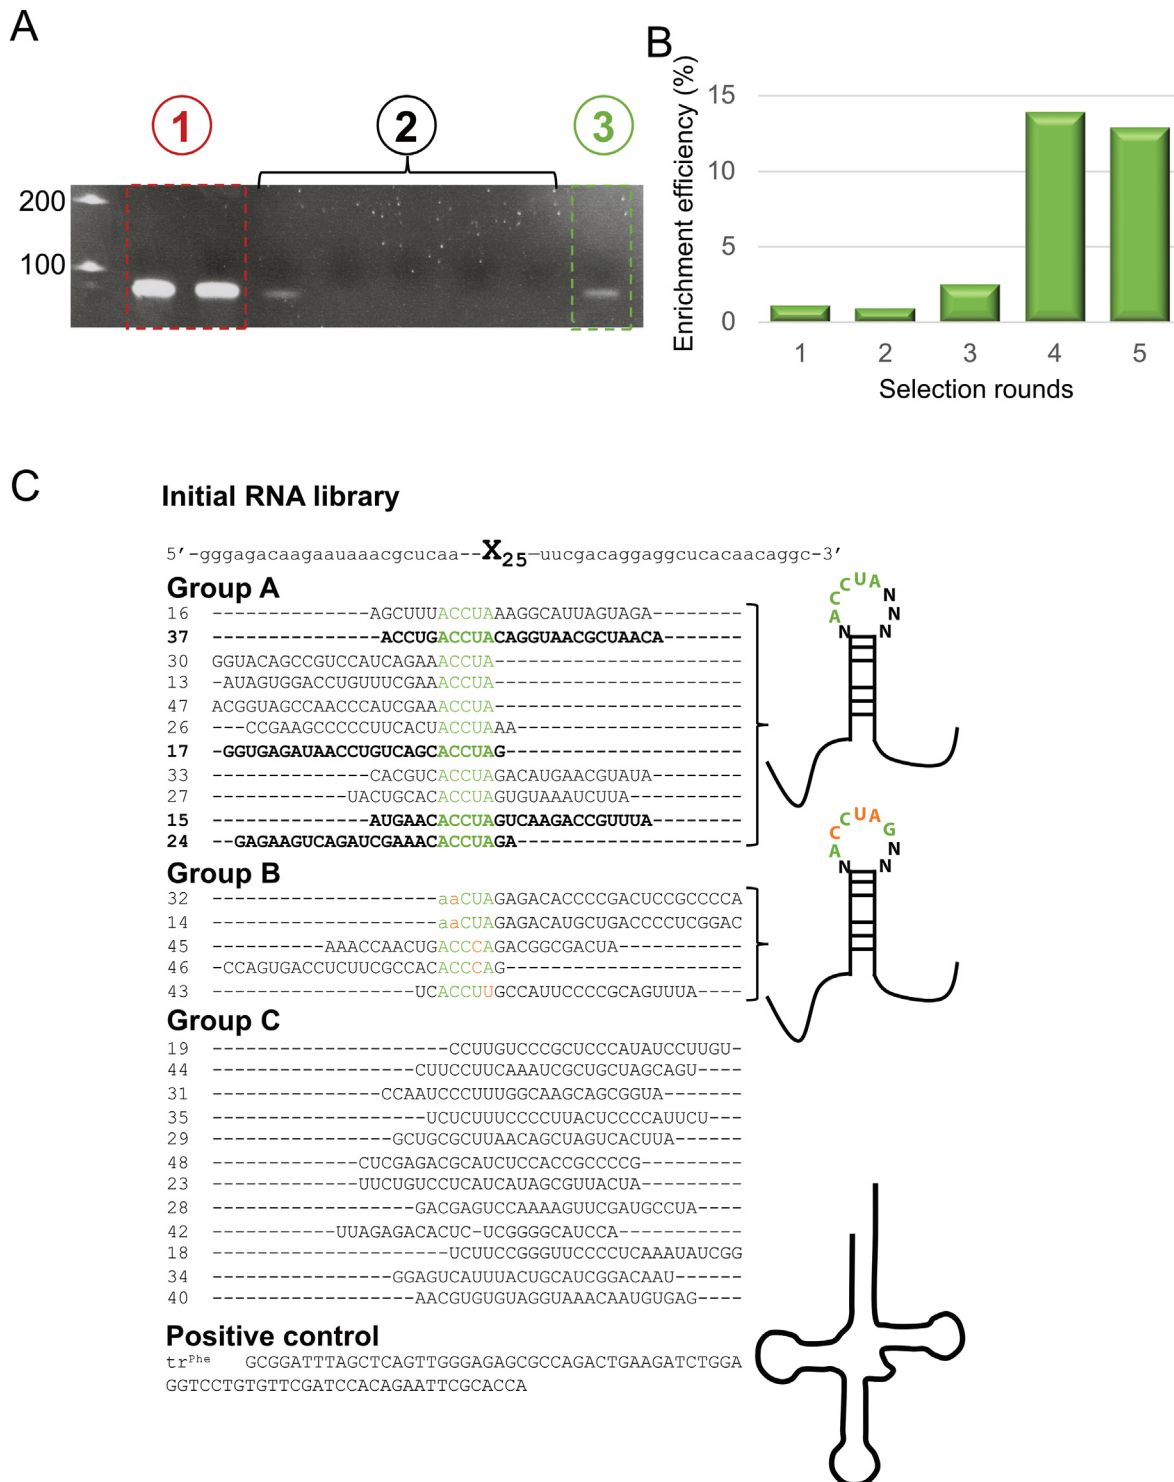 A
B
1
2
3
200
100
Enrichment efficiency (%)
15
10
5
0
1
2
3
4
5
Selection rounds
C
Initial RNA library
5’-gggagacaagaauaaacgcucaa--X25-uucgacaggaggcucacaacaggc-3’
Group A
16 --------------AGCUUUACCUAAAGGCAUUAGUAGA--------
37 ---------------ACCUGACCUACAGGUAACGCUAACA-------
30 GGUACAGCCGUCCAUCAGAAACCUA----------------------
13 -AUAGUGGACCUGUUUCGAAACCUA----------------------
47 ACGGUAGCCAACCCAUCGAAACCUA----------------------
26 ---CCGAAGCCCCCUUCACUACCUAAA--------------------
17 -GGUGAGAUAACCUGUCAGCACCUAG---------------------
33 --------------CACGUCACCUAGACAUGAACGUAUA--------
27 ------------UACUGCACACCUAGUGUAAAUCUUA----------
15 --------------AUGAACACCUAGUCAAGACCGUUUA--------
24 --GAGAAGUCAGAUCGAAACACCUAGA--------------------
A C C U A N N N N N
Group B
32 --------------------aaCUAGAGACACCCCGACUCCGCCCCA
14 --------------------aaCUAGAGACAUGCUGACCCCUCGGAC
45 ----------AAACCAACUGACCCAGACGGCGACUA-----------
46 -CCAGUGACCUCUUCGCCACACCCAG---------------------
43 ------------------UCACCUUGCCAUUCCCCGCAGUUUA----
A C C U A G N N N
Group C
19 ---------------------CCUUGUCCCGCUCCCAUAUCCUUGU-
44 ------------------CUUCCUUCAAAUCGCUGCUAGCAGU----
31 ---------------CCAAUCCCUUUGGCAAGCAGCGGUA-------
35 -------------------UCUCUUUCCCCUUACUCCCCAUUCU---
29 ----------------GCUGCGCUUAACAGCUAGUCACUUA------
48 -------------CUCGAGACGCAUCUCCACCGCCCCG---------
23 -------------UUCUGUCCUCAUCAUAGCGUUACUA---------
28 ------------------GACGAGUCCAAAAGUUCGAUGCCUA----
42 -----------UUAGAGACACUC-UCGGGGCAUCCA-----------
18 ---------------------UCUUCCGGGUUCCCCUCAAAUAUCGG
34 ----------------GGAGUCAUUUACUGCAUCGGACAAU------
40 ------------------AACGUGUGUAGGUAAACAAUGUGAG----
Positive control
trPhe GCGGATTTAGCTCAGTTGGGAGAGCGCCAGACTGAAGATCTGGA
GGTCCTGTGTTCGATCCACAGAATTCGCACCA